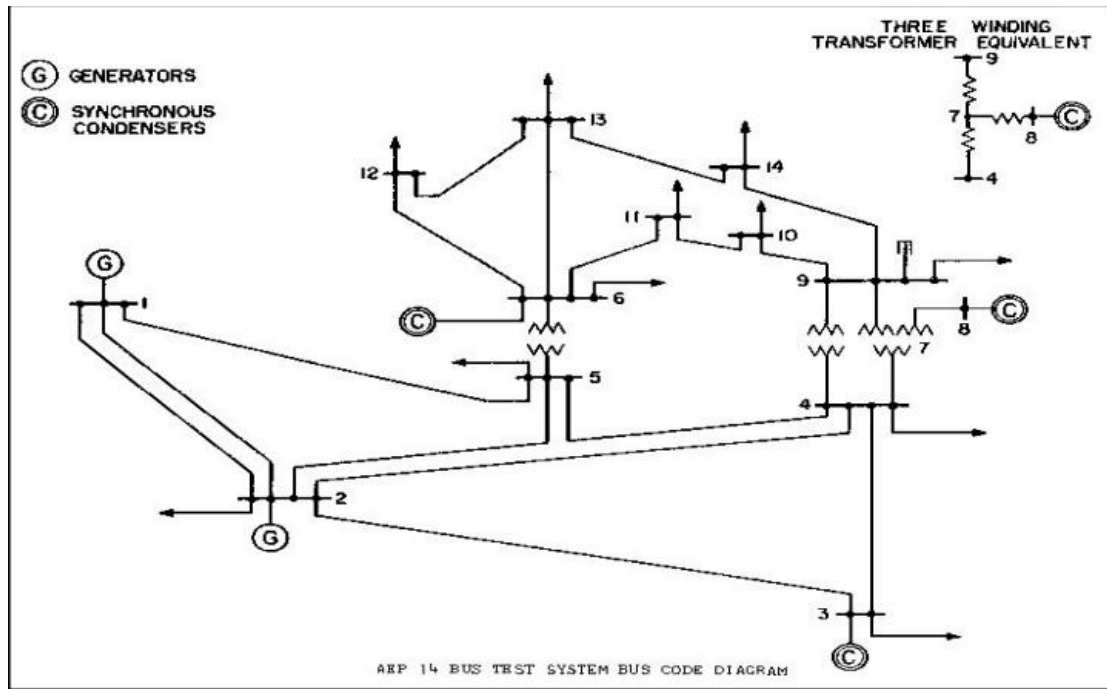 THREE WINDING
TRANSFORMER EQUIVALENT
9
7
C
8
4
G GENERATORS
C SYNCHRONOUS
CONDENSERS
13
14
12
11
10
G
1
9
6
C
8
C
7
5
4
2
G
3
C
AEP 14 BUS TEST SYSTEM BUS CODE DIAGRAM